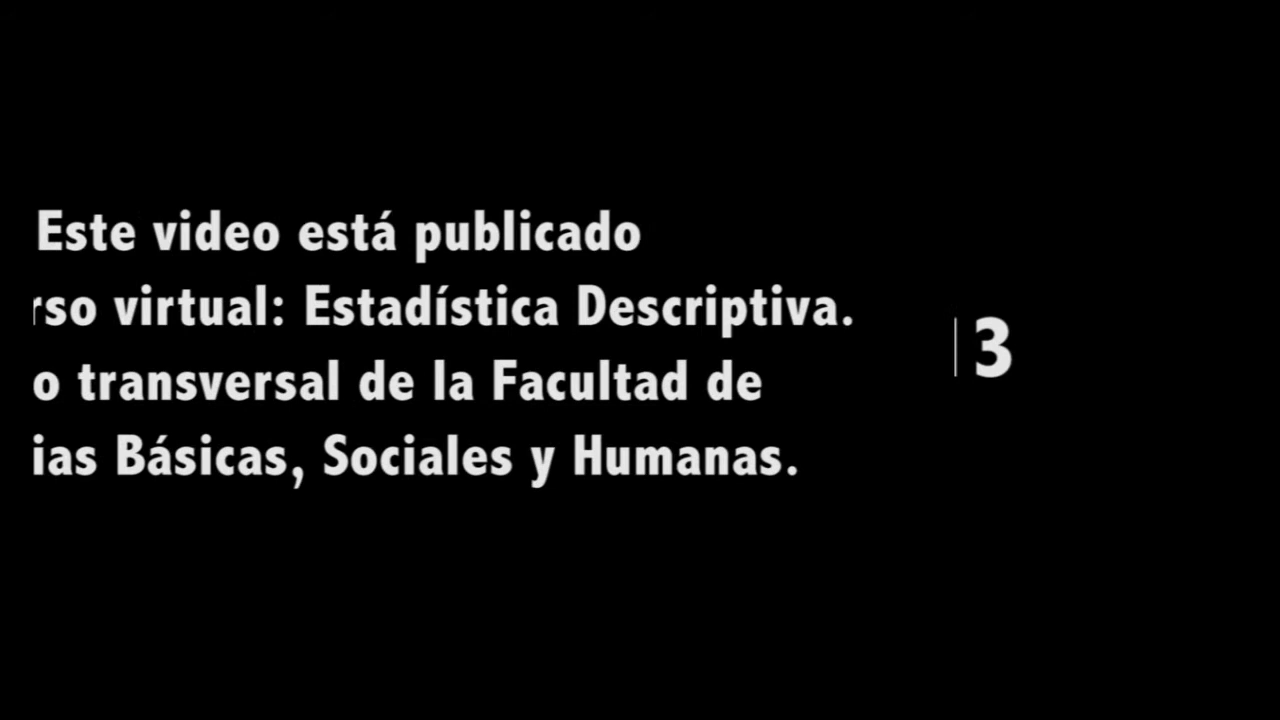 Este video está publicado
rso virtual: Estadística Descriptiva.
o transversal de la Facultad de
ias Básicas, Sociales y Humanas.
3